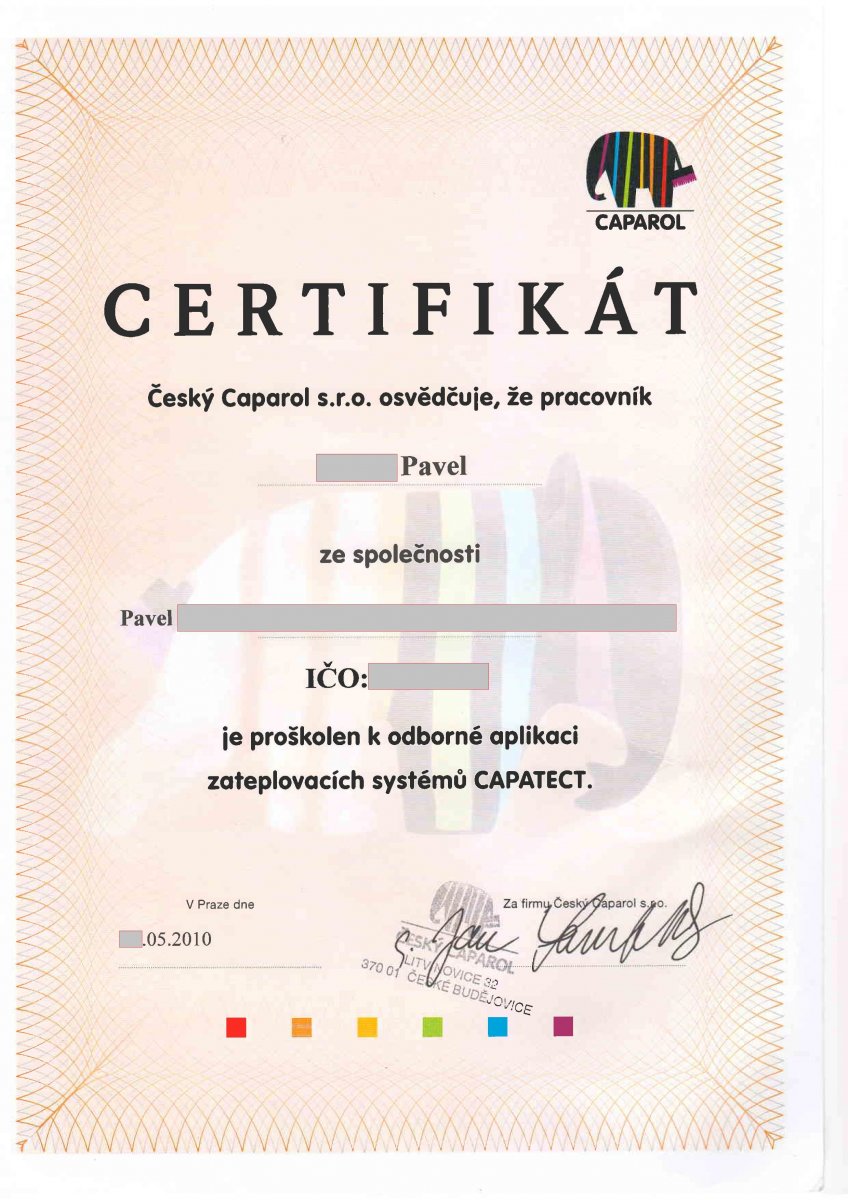 CAPAROL
CERTIFIKÁT
Český Caparol s.r.o. osvědčuje, že pracovník
Pavel
ze společnosti
Pavel
IČO:
je proškolen k odborné aplikaci
zateplovacích systémů CAPATECT.
V Praze dne
Za firmu Český Caparol s.r.o.
.05.2010
ČESKÝ CAPAROL
LITVINOVICE 32
370 01 ČESKÉ BUDĚJOVICE